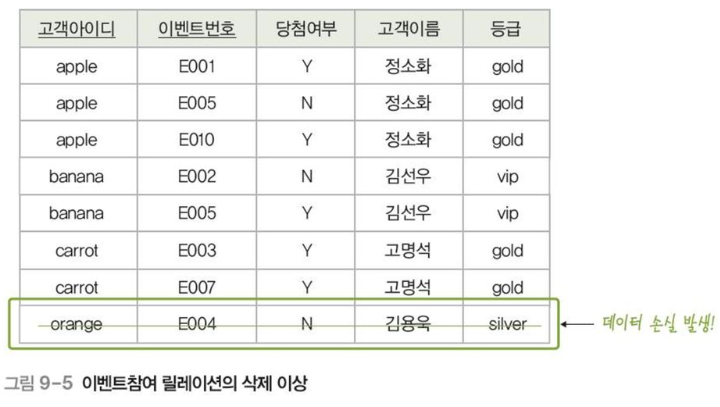 고객아이디 이벤트번호 당첨여부 고객이름 등급
apple E001 Y 정소화 gold
apple E005 N 정소화 gold
apple E010 Y 정소화 gold
banana E002 N 김선우 vip
banana E005 Y 김선우 vip
carrot E003 Y 고명석 gold
carrot E007 Y 고명석 gold
orange E004 N 김용욱 silver 데이터 손실 발생!
그림 9-5 이벤트참여 릴레이션의 삭제 이상